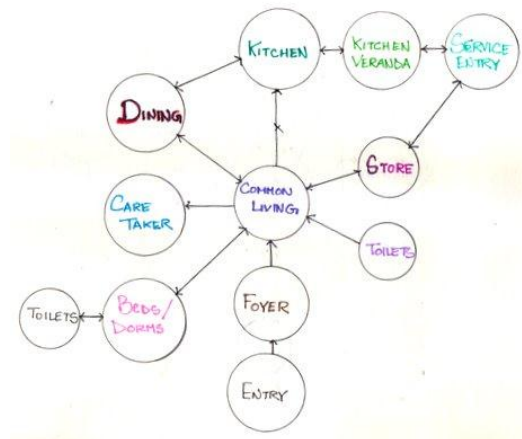 KITCHEN
KITCHEN
VERANDA
SERVICE
ENTRY
DINING
STORE
COMMON
LIVING
CARE
TAKER
TOILETS
TOILETS
BEDS/
DORMS
FOYER
ENTRY